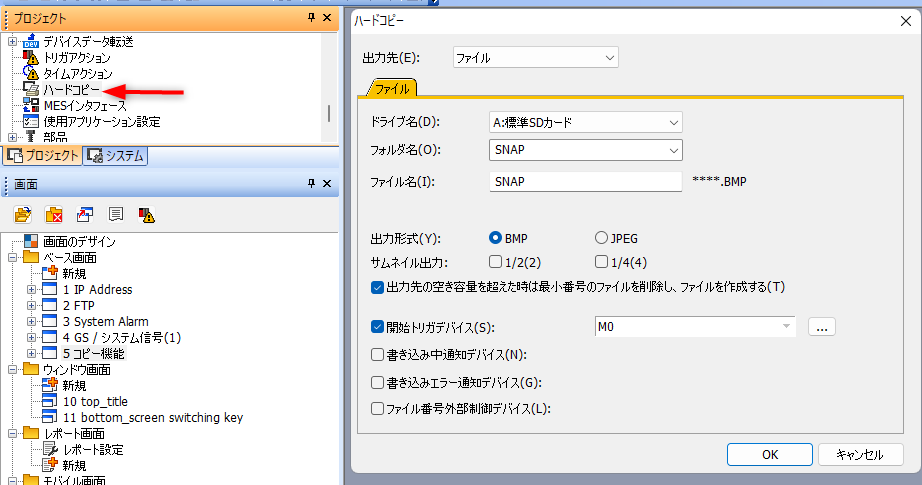 プロジェクト
デバイスデータ転送
トリガアクション
タイムアクション
ハードコピー
MESインタフェース
使用アプリケーション設定
部品
プロジェクト
システム
画面
画面のデザイン
ベース画面
新規
1 IP Address
2 FTP
3 System Alarm
4 GS / システム信号(1)
5 コピー機能
ウィンドウ画面
新規
10 top_title
11 bottom_screen switching key
レポート画面
レポート設定
新規
モバイル画面
ハードコピー
出力先(E): ファイル
ファイル
ドライブ名(D): A:標準SDカード
フォルダ名(O): SNAP
ファイル名(I): SNAP ****.BMP
出力形式(Y): BMP JPEG
サムネイル出力: 1/2(2) 1/4(4)
出力先の空き容量を超えた時は最小番号のファイルを削除し、ファイルを作成する(T)
開始トリガデバイス(S): M0 ...
書き込み中通知デバイス(N):
書き込みエラー通知デバイス(G):
ファイル番号外部制御デバイス(L):
OK キャンセル